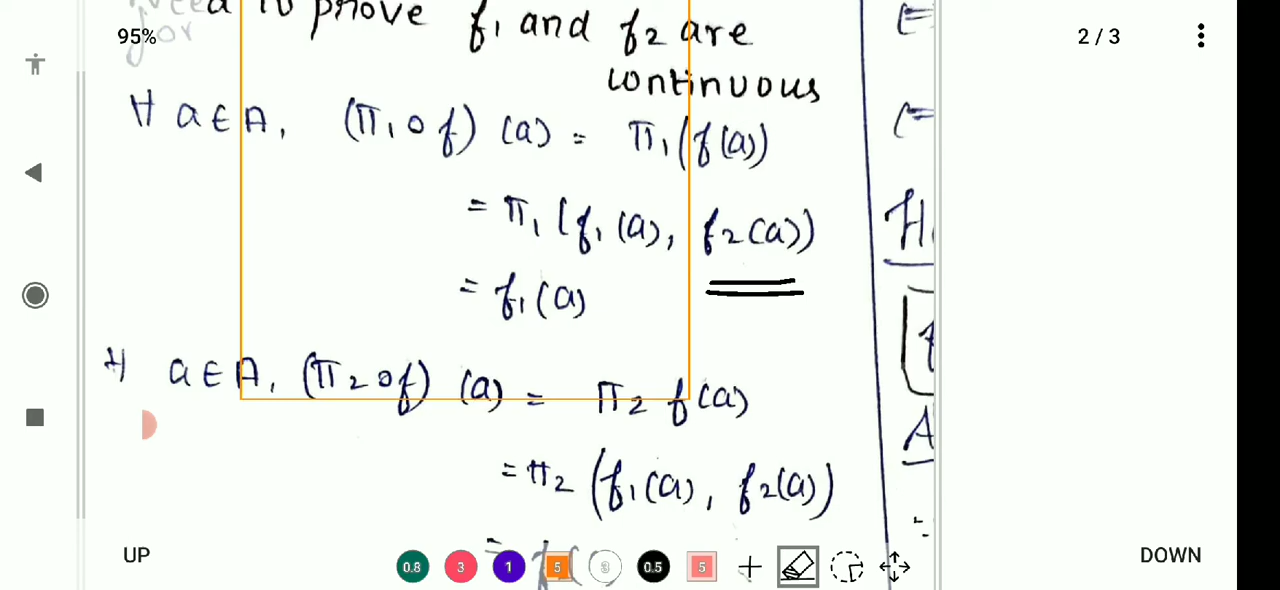 to prove f₁ and f₂ are
continuous
95%
2 / 3
∀ a ∈ A, (π₁ o f) (a) = π₁(f(a))
= π₁ (f₁(a), f₂(a))
= f₁(a)
∀ a ∈ A, (π₂ o f) (a) = π₂ f(a)
= π₂ (f₁(a), f₂(a))
UP
0.8 3 1 5 3 0.5 5
DOWN